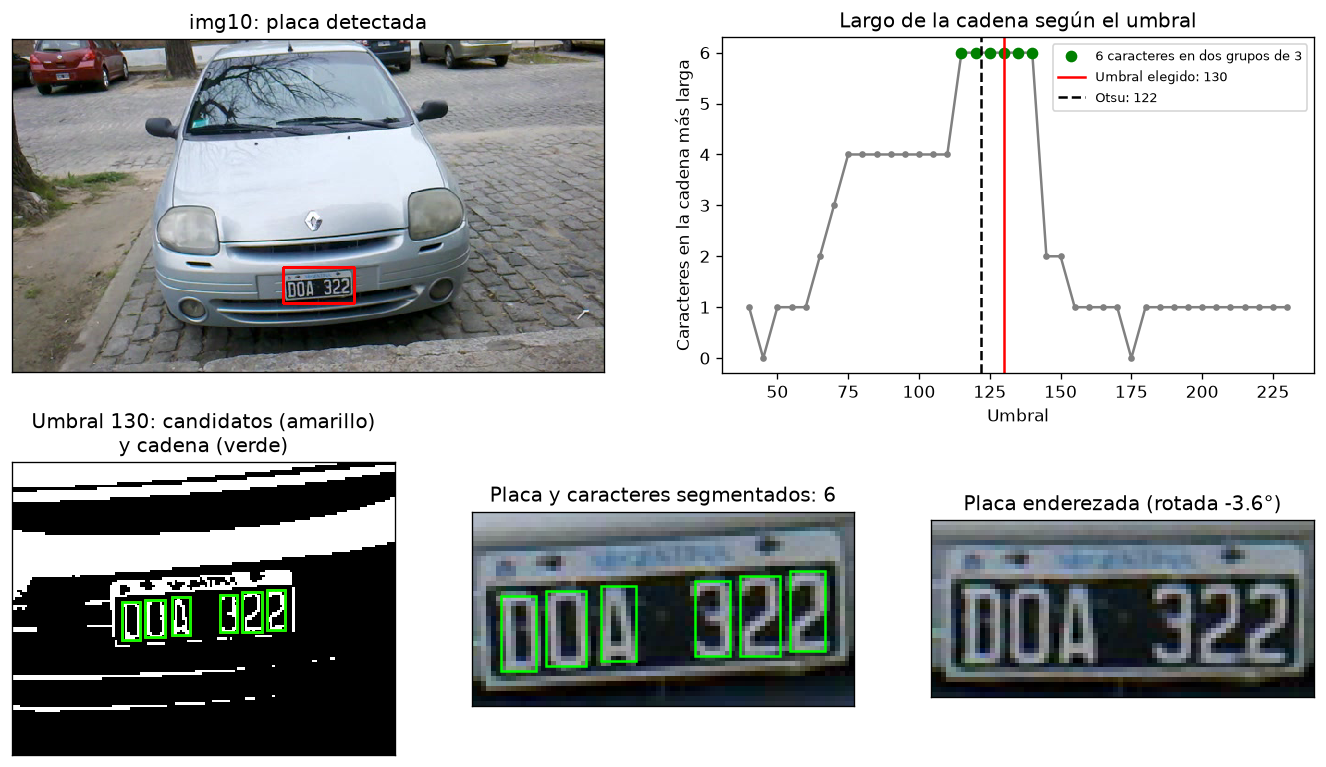 img10: placa detectada
DOA 322
Largo de la cadena según el umbral
Caracteres en la cadena más larga
6
5
4
3
2
1
0
6 caracteres en dos grupos de 3
Umbral elegido: 130
Otsu: 122
50 75 100 125 150 175 200 225
Umbral
Umbral 130: candidatos (amarillo)
y cadena (verde)
322
Placa y caracteres segmentados: 6
ARGENTINA
DOA 322
Placa enderezada (rotada -3.6°)
ARGENTINA
DOA 322